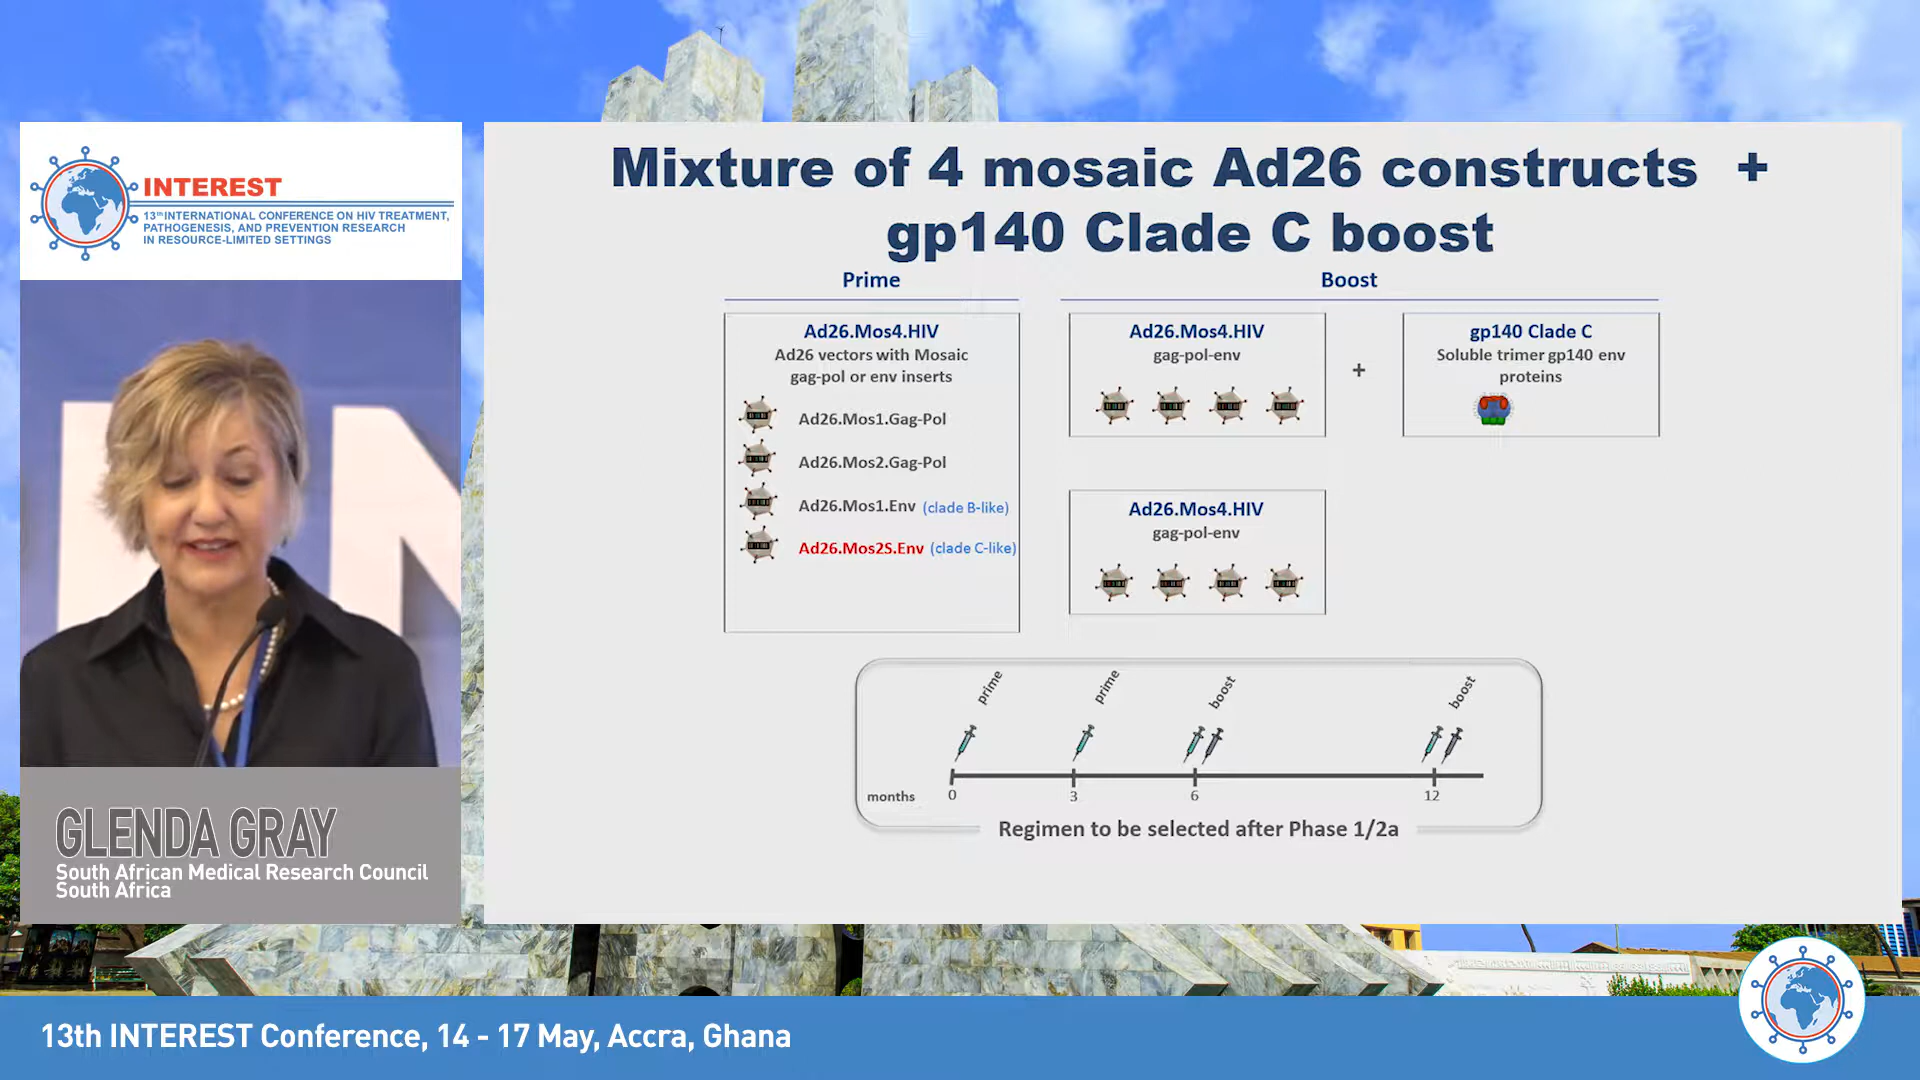 INTEREST
13th INTERNATIONAL CONFERENCE ON HIV TREATMENT,
PATHOGENESIS, AND PREVENTION RESEARCH
IN RESOURCE-LIMITED SETTINGS
GLENDA GRAY
South African Medical Research Council
South Africa
Mixture of 4 mosaic Ad26 constructs +
gp140 Clade C boost
Prime
Boost
Ad26.Mos4.HIV
Ad26 vectors with Mosaic
gag-pol or env inserts
Ad26.Mos1.Gag-Pol
Ad26.Mos2.Gag-Pol
Ad26.Mos1.Env (clade B-like)
Ad26.Mos2S.Env (clade C-like)
Ad26.Mos4.HIV
gag-pol-env
+
gp140 Clade C
Soluble trimer gp140 env
proteins
Ad26.Mos4.HIV
gag-pol-env
prime prime boost boost
months 0 3 6 12
Regimen to be selected after Phase 1/2a
13th INTEREST Conference, 14 - 17 May, Accra, Ghana